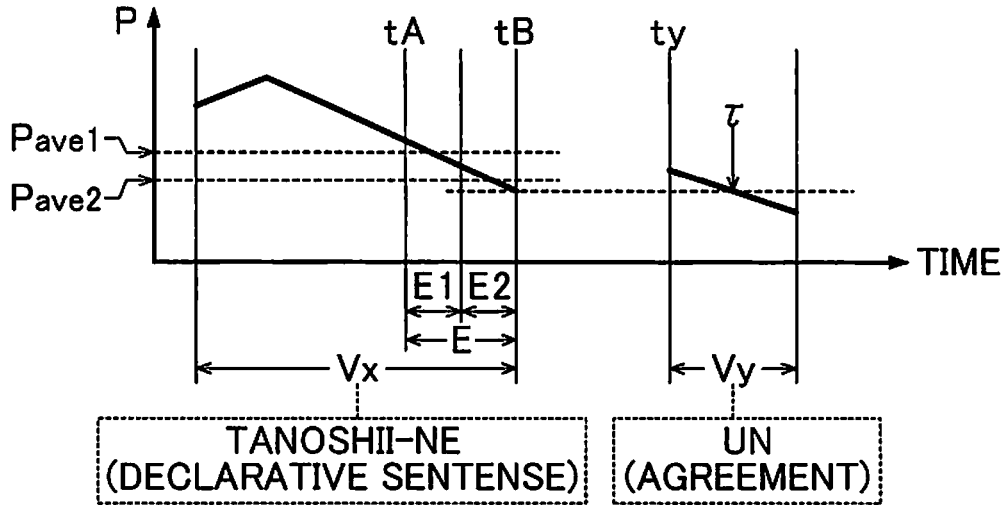 P
tA
tB
ty
τ
Pave1
Pave2
TIME
E1
E2
E
Vx
Vy
TANOSHII-NE
(DECLARATIVE SENTENSE)
UN
(AGREEMENT)